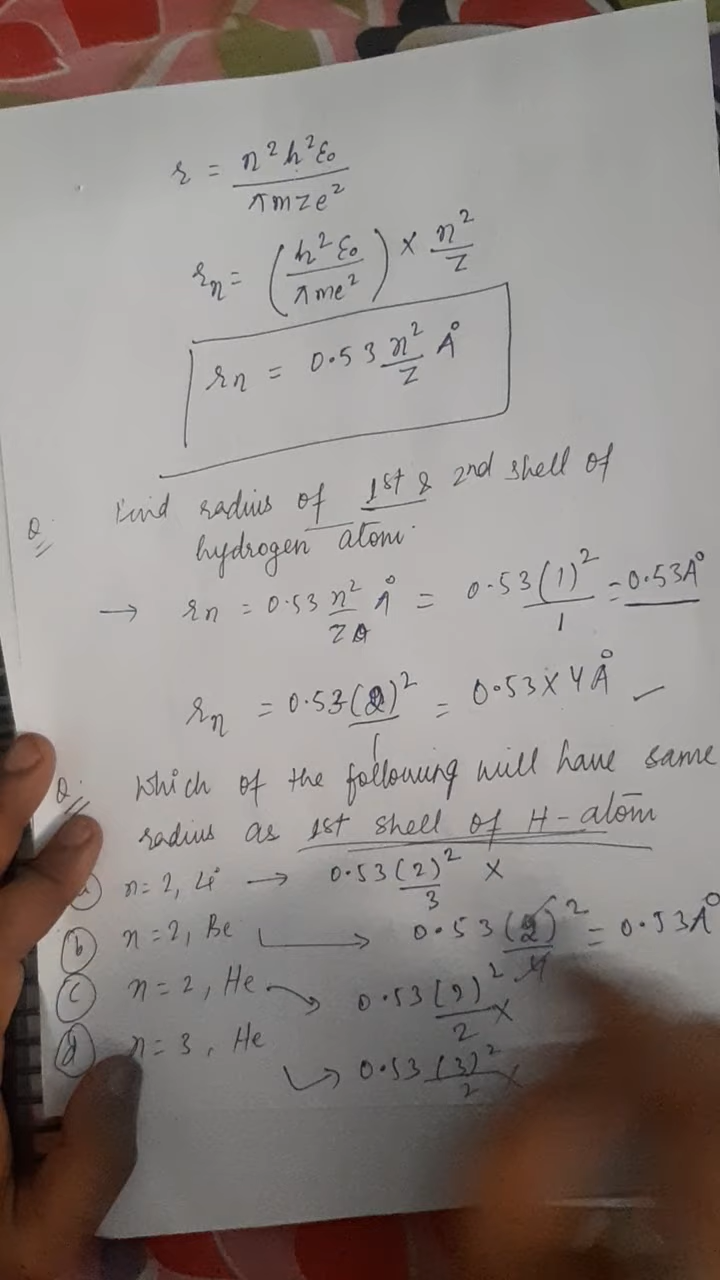 r = n²h²ε₀ / πmze²
rₙ = (h²ε₀ / πme²) × n²/Z
rₙ = 0.53 n²/Z Å
Q: Find radius of 1st & 2nd shell of
hydrogen atom.
→ rₙ = 0.53 n²/Z Å = 0.53(1)²/1 = 0.53Å
rₙ = 0.53(2)²/1 = 0.53×4Å ✓
Q: Which of the following will have same
radius as 1st shell of H-atom
a) n=2, Li → 0.53(2)²/3 ×
b) n=2, Be → 0.53(2)²/4 = 0.53Å
c) n=2, He → 0.53(2)²/2 ×
d) n=3, He → 0.53(3)²/2 ×